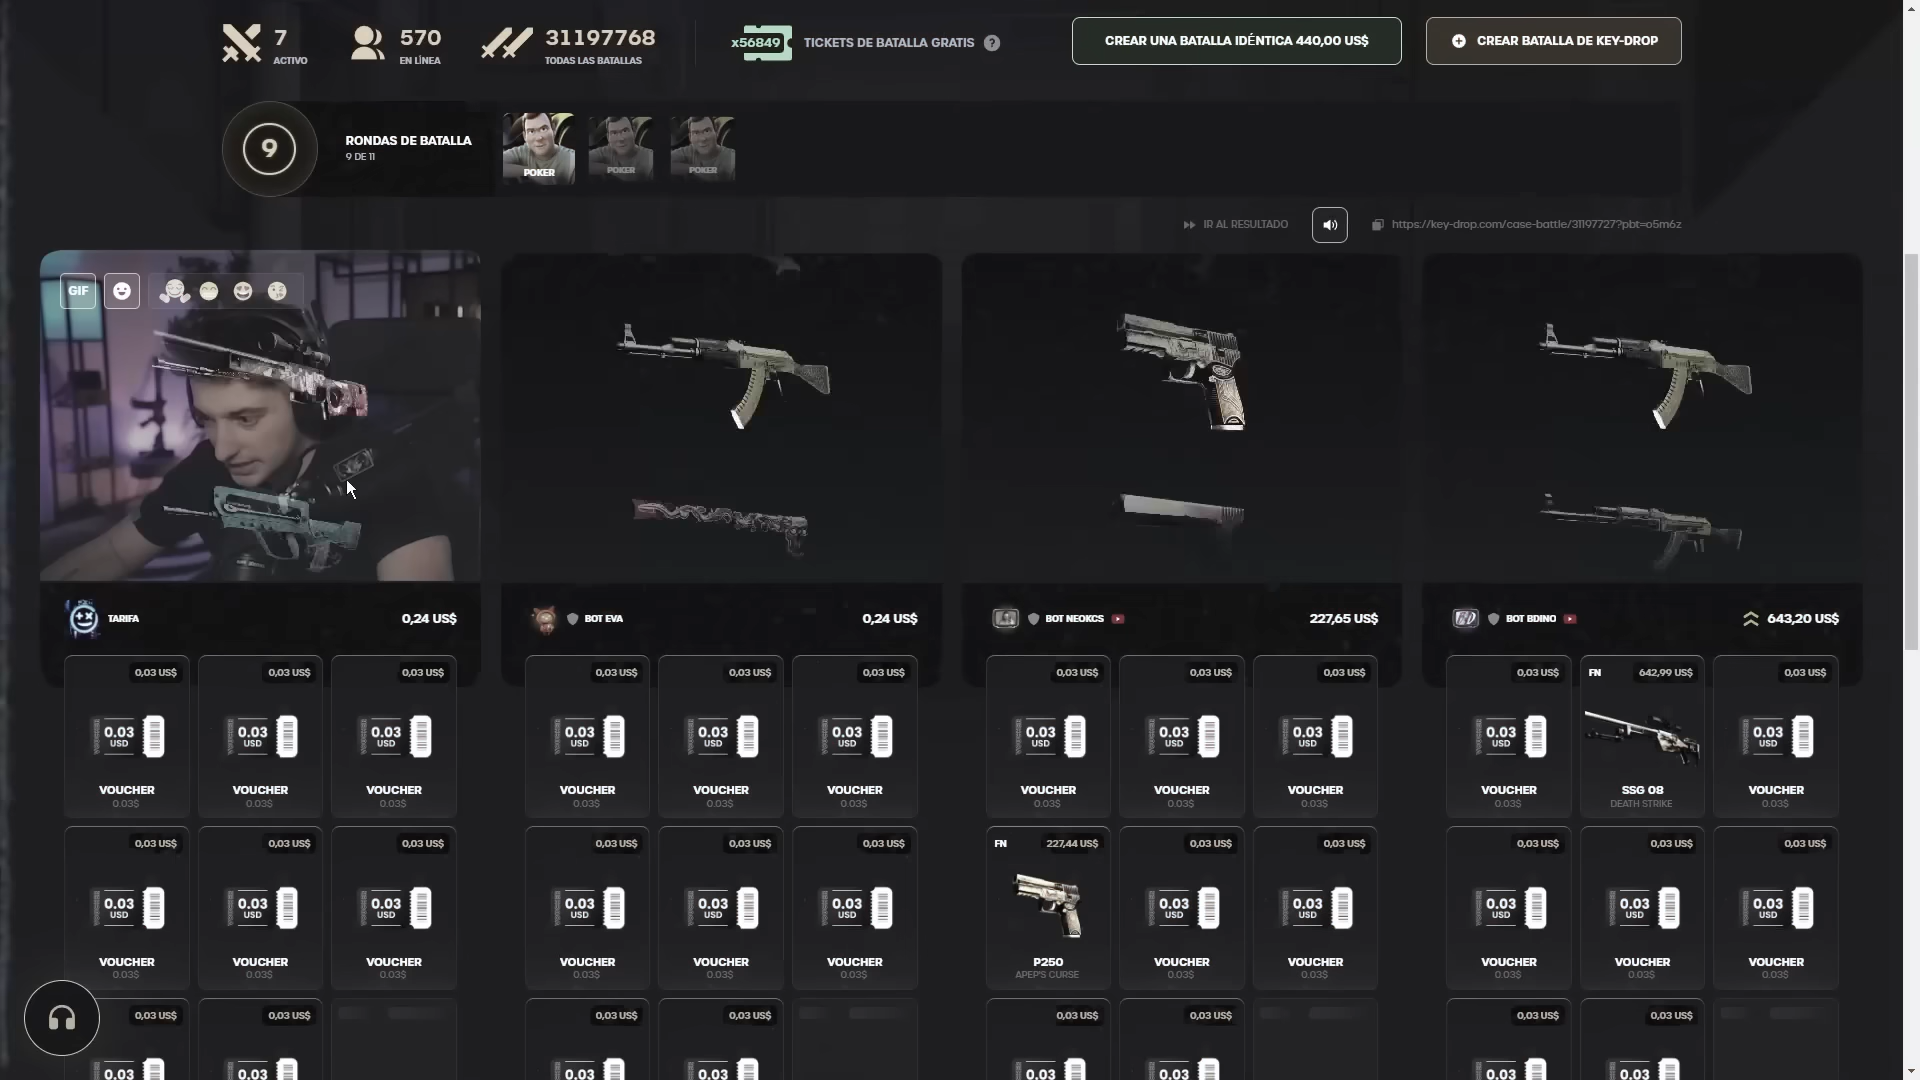 7
ACTIVO
570
EN LÍNEA
31197768
TODAS LAS BATALLAS
x56849
TICKETS DE BATALLA GRATIS
?
CREAR UNA BATALLA IDÉNTICA 440,00 US$
CREAR BATALLA DE KEY-DROP
9
RONDAS DE BATALLA
9 DE 11
POKER
POKER
POKER
IR AL RESULTADO
https://key-drop.com/case-battle/31197727?pbt=o5m6z
GIF
TARIFA
0,24 US$
BOT EVA
0,24 US$
BOT NEOKCS
227,65 US$
BOT BDINO
643,20 US$
0,03 US$ 0,03 US$ 0,03 US$ 0,03 US$ 0,03 US$ 0,03 US$ 0,03 US$ 0,03 US$ 0,03 US$ 0,03 US$ FN 642,99 US$ 0,03 US$
0.03 0.03 0.03 0.03 0.03 0.03 0.03 0.03 0.03 0.03 0.03
USD USD USD USD USD USD USD USD USD USD USD
VOUCHER VOUCHER VOUCHER VOUCHER VOUCHER VOUCHER VOUCHER VOUCHER VOUCHER VOUCHER SSG 08 VOUCHER
0.03$ 0.03$ 0.03$ 0.03$ 0.03$ 0.03$ 0.03$ 0.03$ 0.03$ 0.03$ DEATH STRIKE 0.03$
0,03 US$ 0,03 US$ 0,03 US$ 0,03 US$ 0,03 US$ 0,03 US$ FN 227,44 US$ 0,03 US$ 0,03 US$ 0,03 US$ 0,03 US$ 0,03 US$
0.03 0.03 0.03 0.03 0.03 0.03 0.03 0.03 0.03 0.03 0.03
USD USD USD USD USD USD USD USD USD USD USD
VOUCHER VOUCHER VOUCHER VOUCHER VOUCHER VOUCHER P250 VOUCHER VOUCHER VOUCHER VOUCHER VOUCHER
0.03$ 0.03$ 0.03$ 0.03$ 0.03$ 0.03$ APEP'S CURSE 0.03$ 0.03$ 0.03$ 0.03$ 0.03$
0,03 US$ 0,03 US$ 0,03 US$ 0,03 US$ 0,03 US$ 0,03 US$ 0,03 US$ 0,03 US$
0.03 0.03 0.03 0.03 0.03 0.03 0.03 0.03